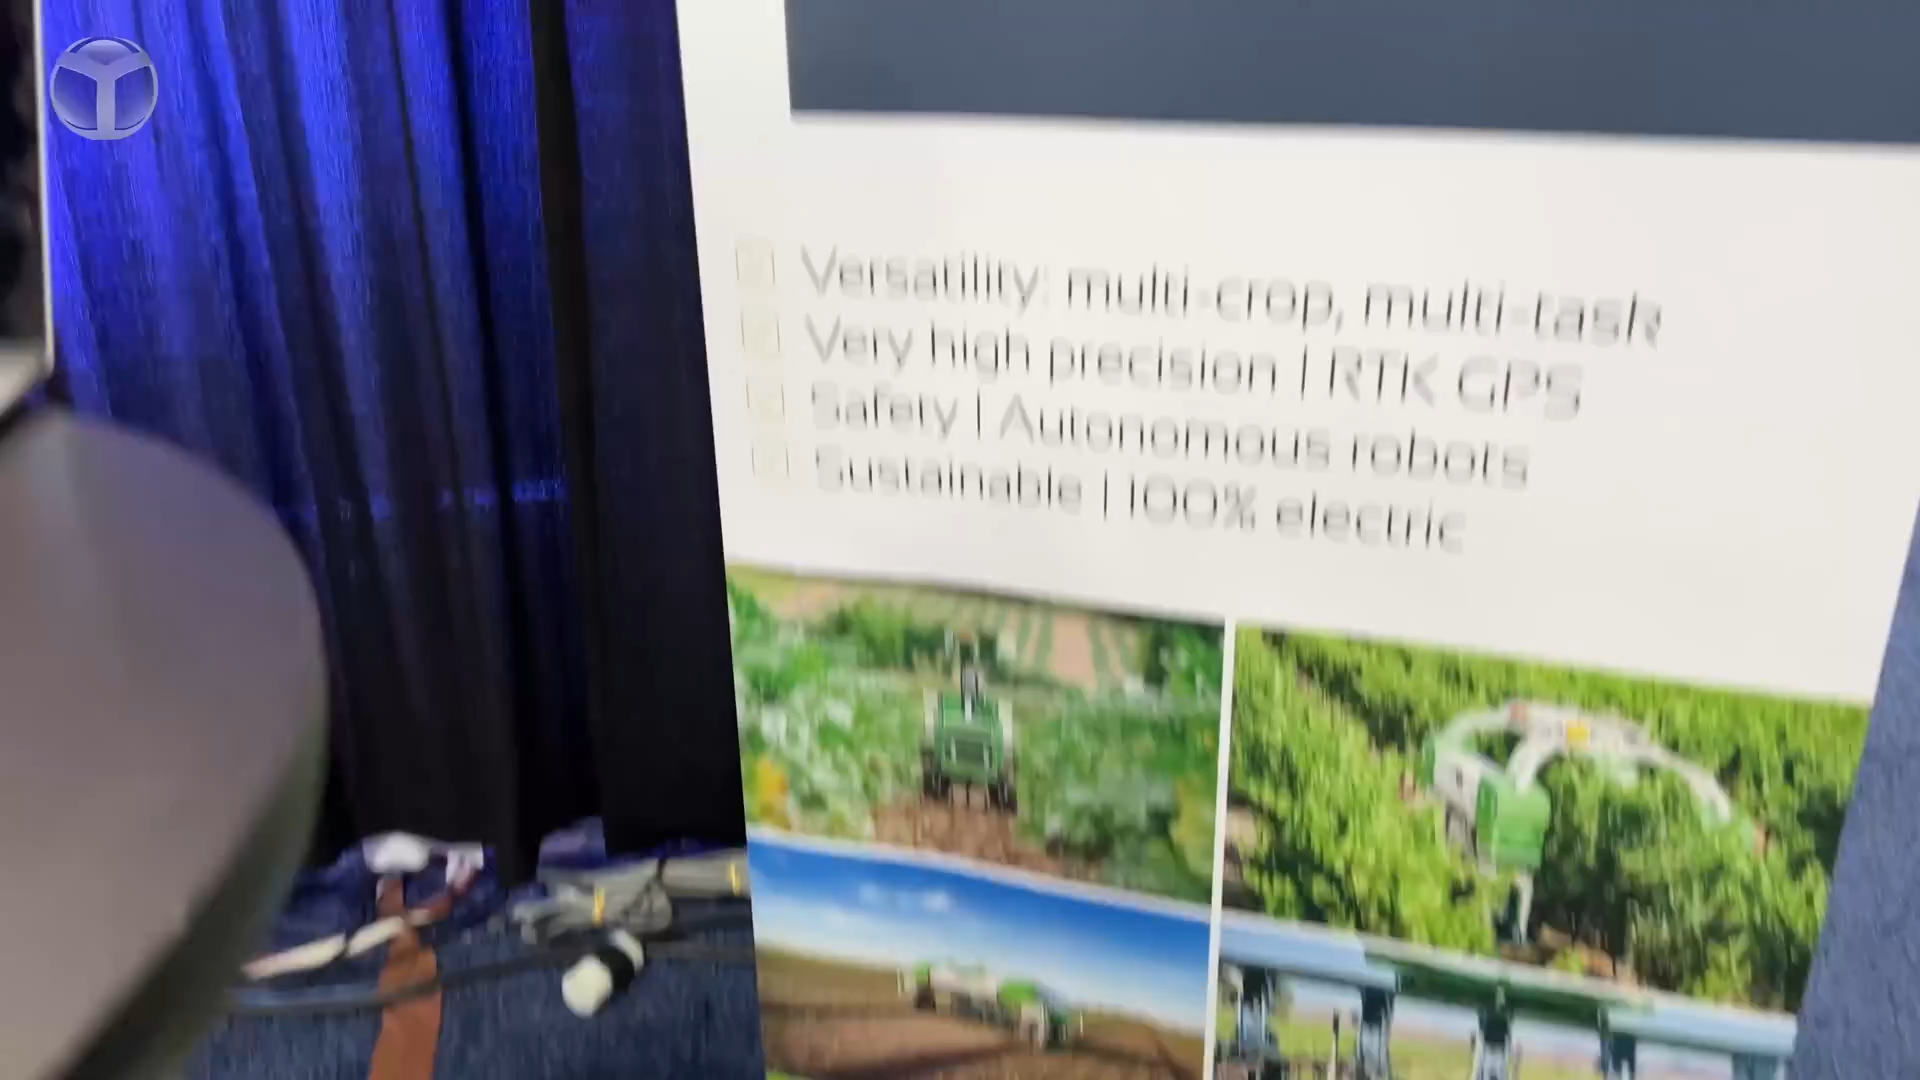 Versatility: multi-crop, multi-task
Very high precision | RTK GPS
Safety | Autonomous robots
Sustainable | 100% electric